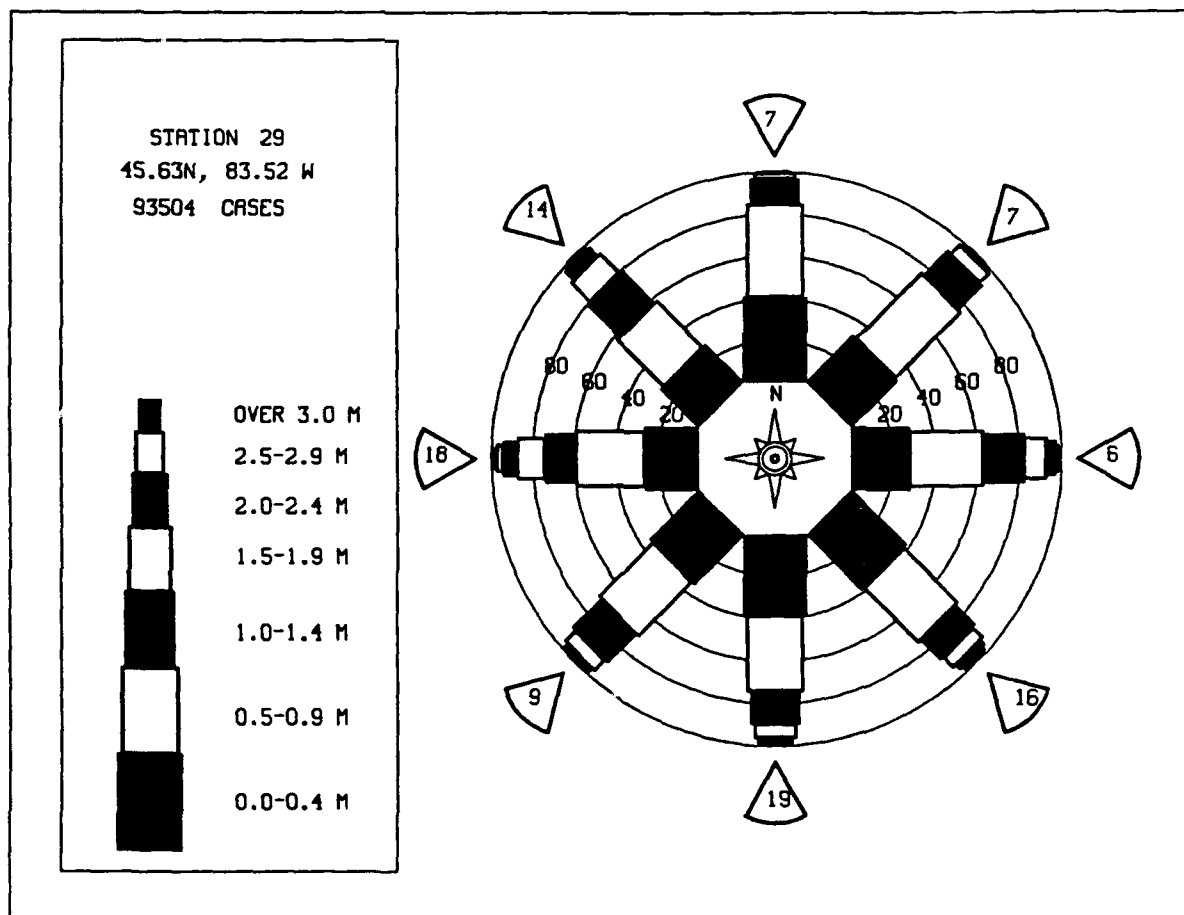 STATION 29
45.63N, 83.52 W
93504 CASES
OVER 3.0 M
2.5-2.9 M
2.0-2.4 M
1.5-1.9 M
1.0-1.4 M
0.5-0.9 M
0.0-0.4 M
7
14
7
80
60
40
20
N
20
40
60
80
18
6
9
16
19